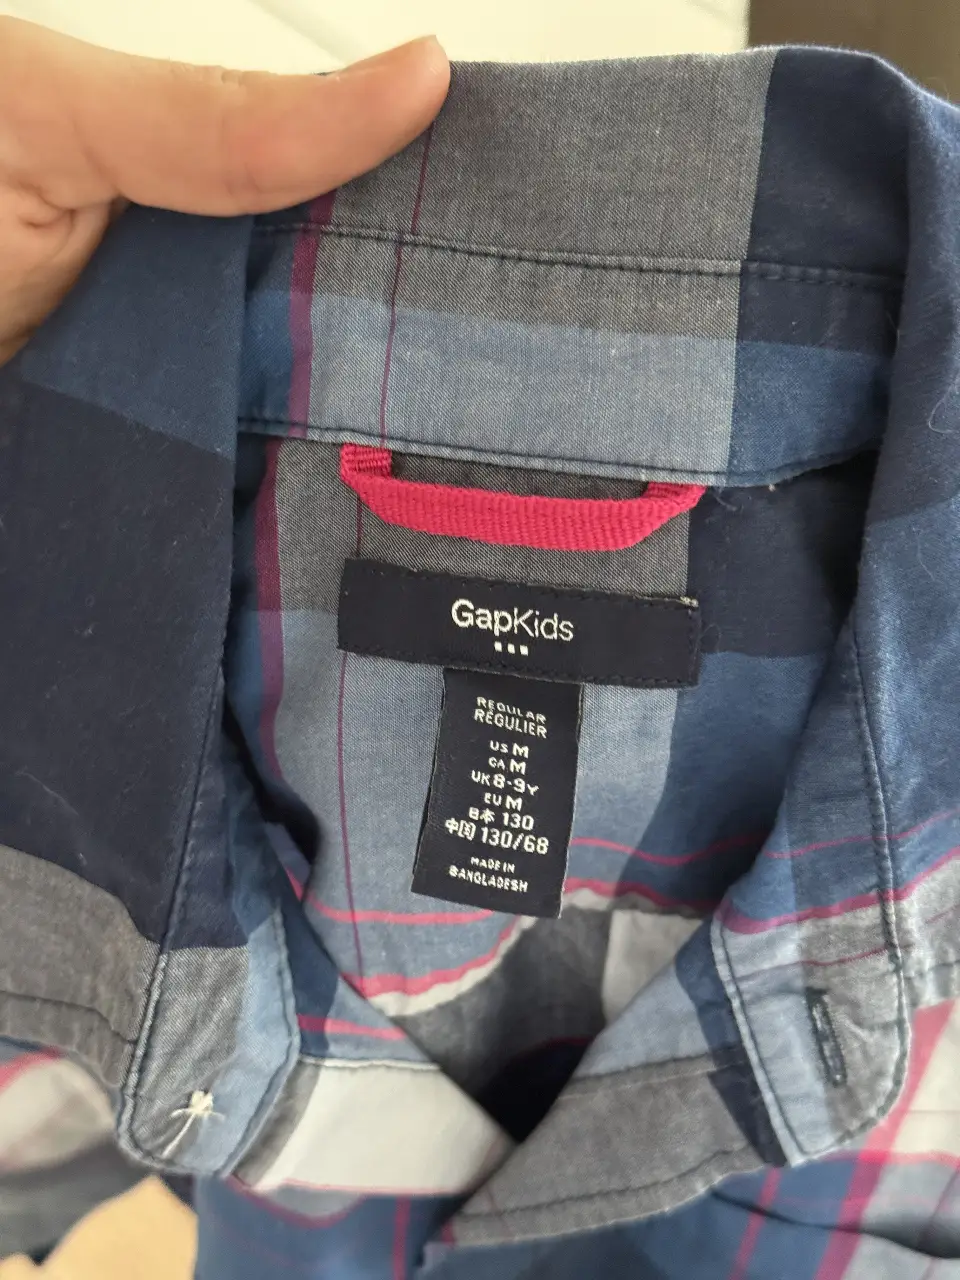 GapKids
REGULAR
RÉGULIER
US M
CA M
UK 8-9Y
EU M
日本 130
中国 130/68
MADE IN
BANGLADESH